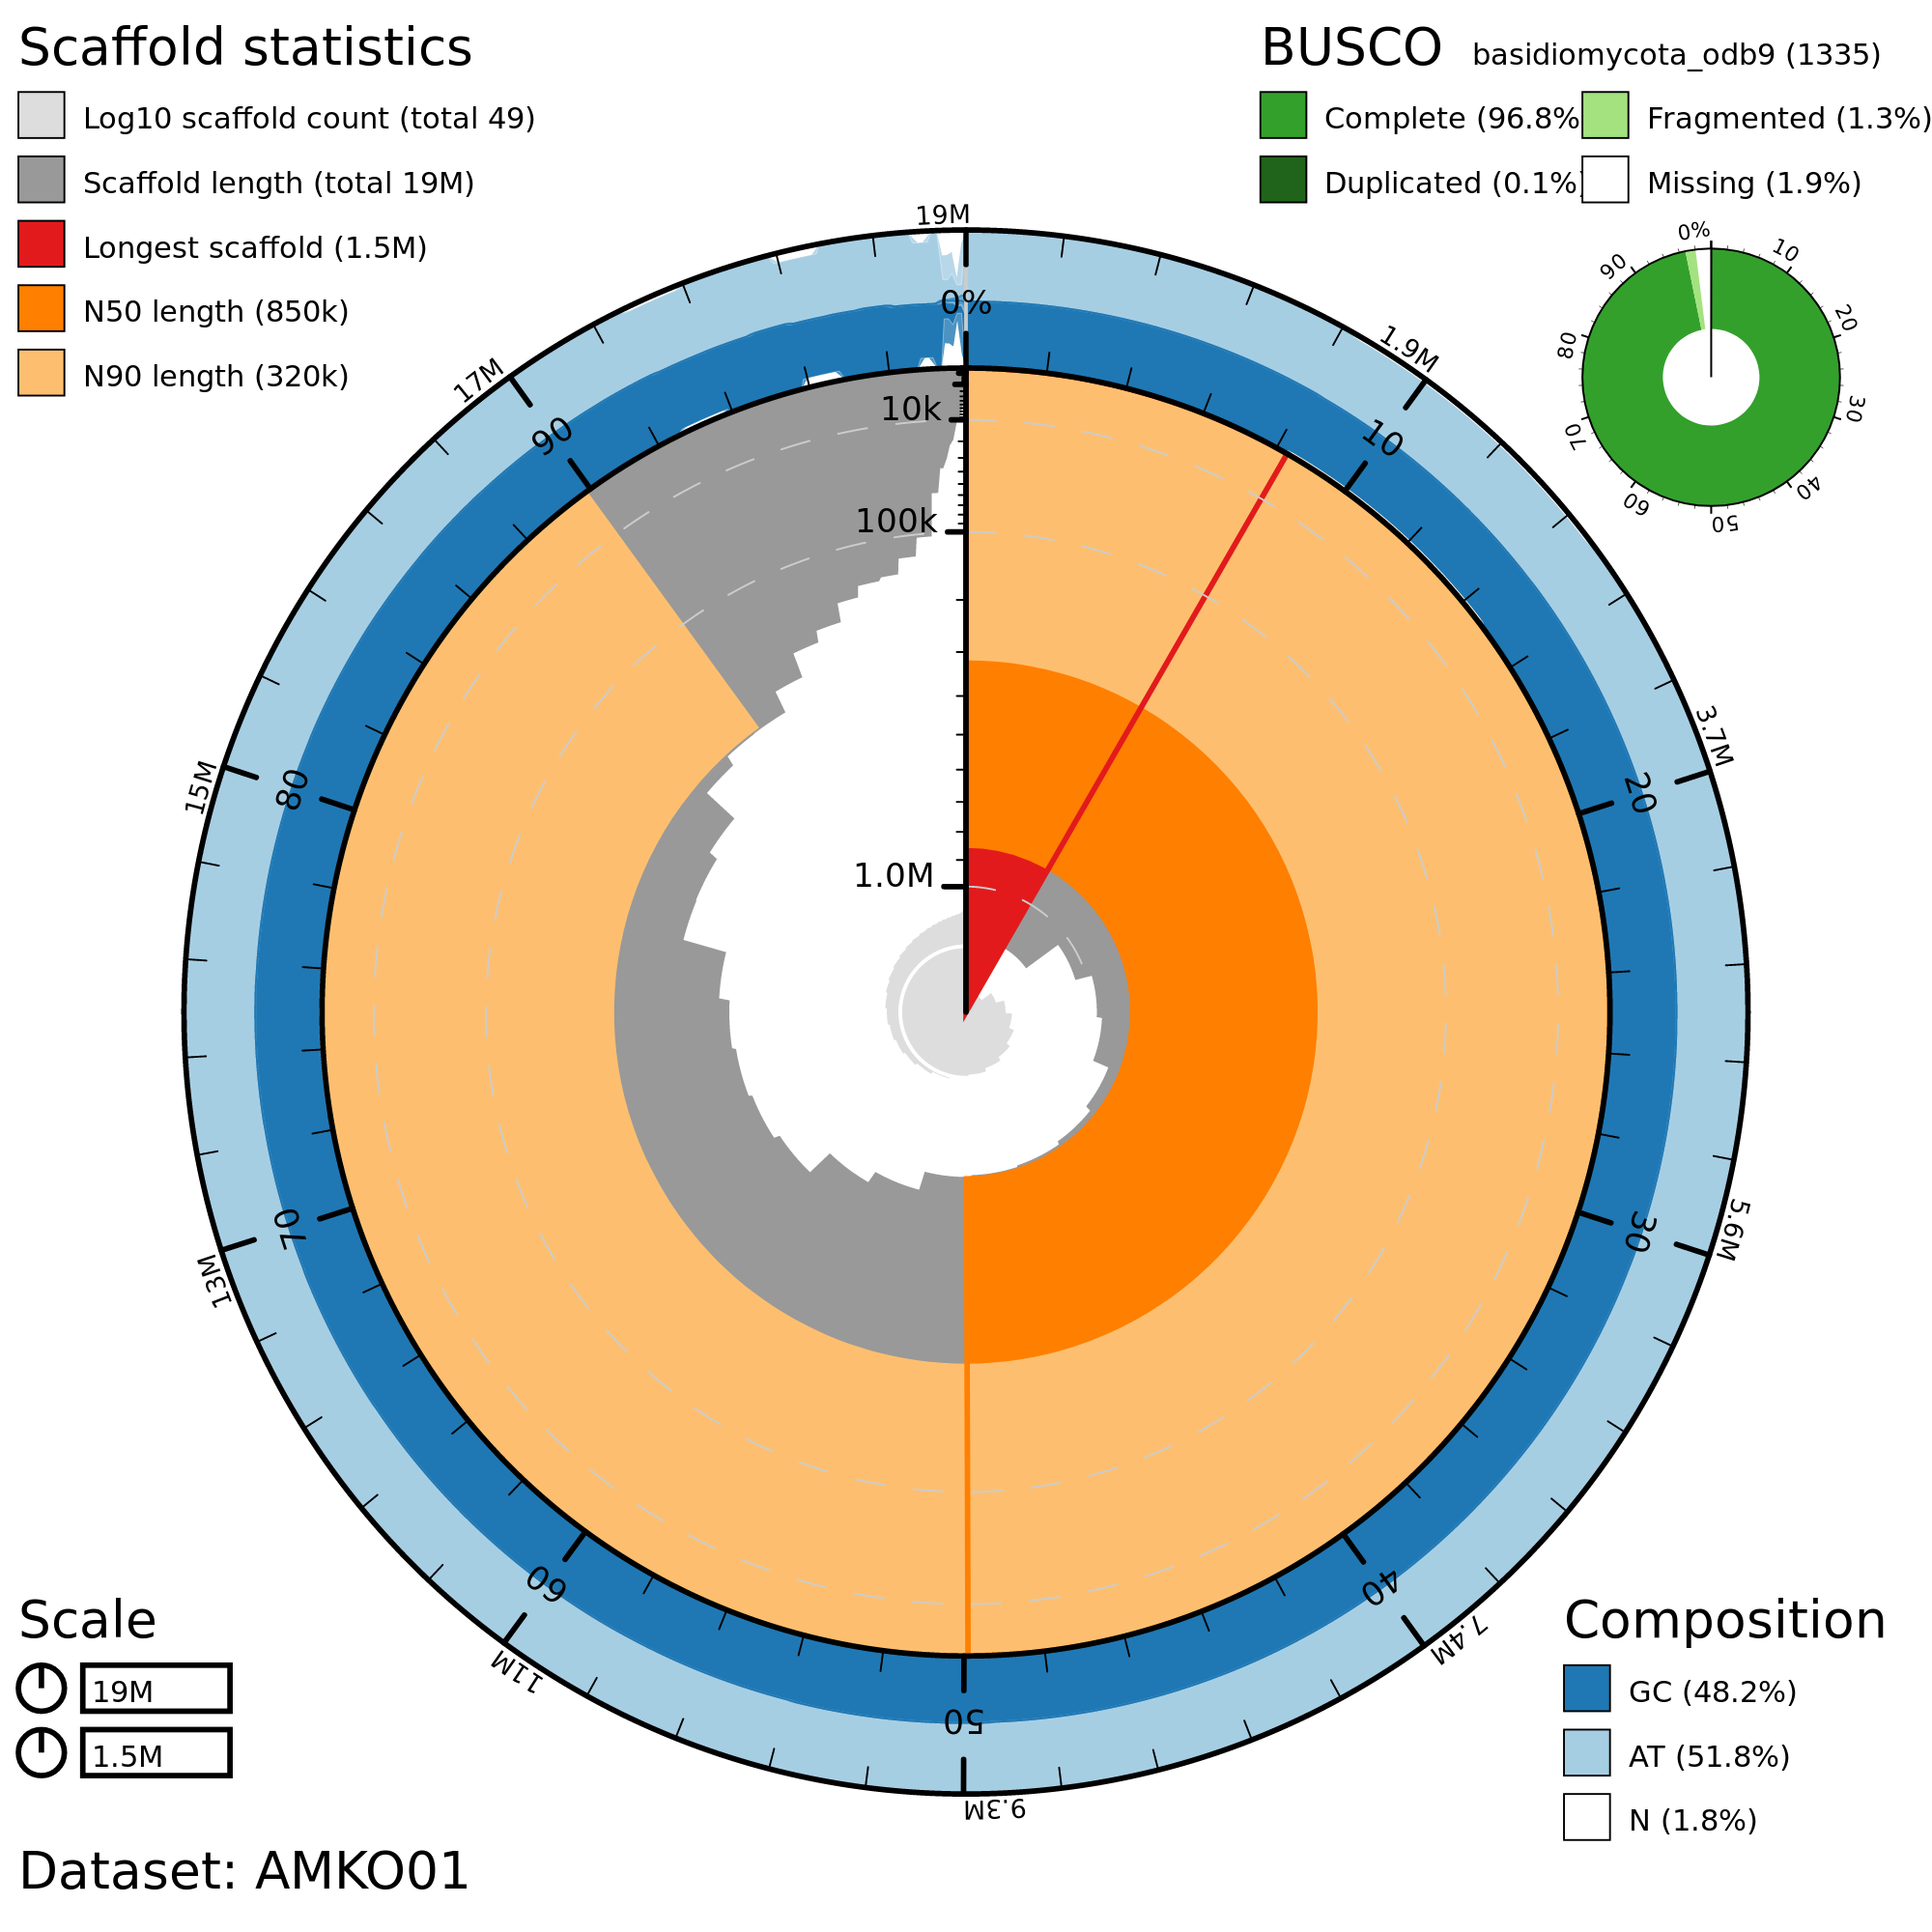 Scaffold statistics
Log10 scaffold count (total 49)
Scaffold length (total 19M)
Longest scaffold (1.5M)
N50 length (850k)
N90 length (320k)
BUSCO basidiomycota_odb9 (1335)
Complete (96.8% Fragmented (1.3%)
Duplicated (0.1%) Missing (1.9%)
0%
10
20
30
40
50
60
70
80
90
19M
1.9M
3.7M
5.6M
7.4M
9.3M
11M
13M
15M
17M
0%
10
20
30
40
50
60
70
80
90
10k
100k
1.0M
Scale
19M
1.5M
Composition
GC (48.2%)
AT (51.8%)
N (1.8%)
Dataset: AMKO01